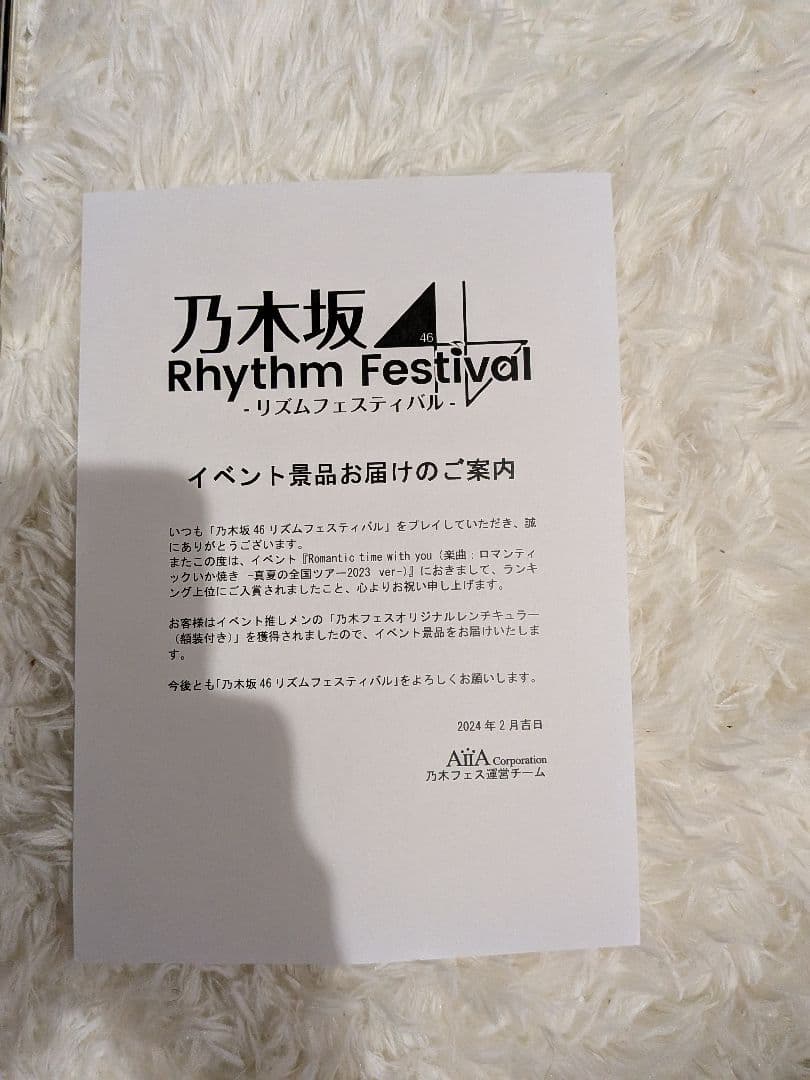 乃木坂46
Rhythm Festival
- リズムフェスティバル -
イベント景品お届けのご案内
いつも「乃木坂46リズムフェスティバル」をプレイしていただき、誠
にありがとうございます。
またこの度は、イベント『Romantic time with you (楽曲：ロマンティ
ックいか焼き -真夏の全国ツアー2023 ver-)』におきまして、ランキ
ング上位にご入賞されましたこと、心よりお祝い申し上げます。
お客様はイベント推しメンの「乃木フェスオリジナルレンチキュラー
(額装付き)」を獲得されましたので、イベント景品をお届けいたしま
す。
今後とも「乃木坂46リズムフェスティバル」をよろしくお願いします。
2024年2月吉日
AiiA Corporation
乃木フェス運営チーム